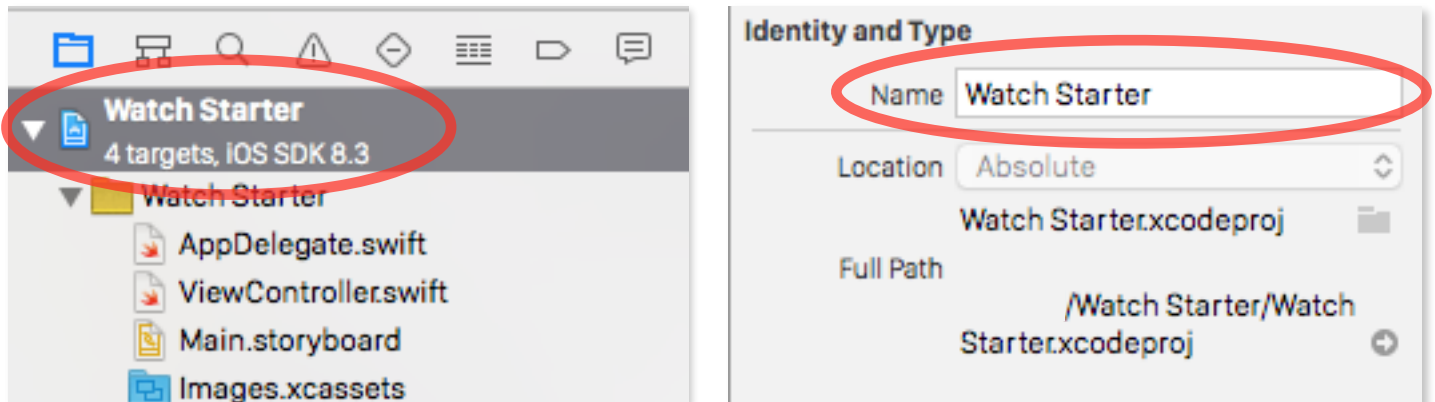 Watch Starter
4 targets, iOS SDK 8.3
Watch Starter
AppDelegate.swift
ViewController.swift
Main.storyboard
Images.xcassets
Identity and Type
Name Watch Starter
Location Absolute
Watch Starter.xcodeproj
Full Path
/Watch Starter/Watch
Starter.xcodeproj